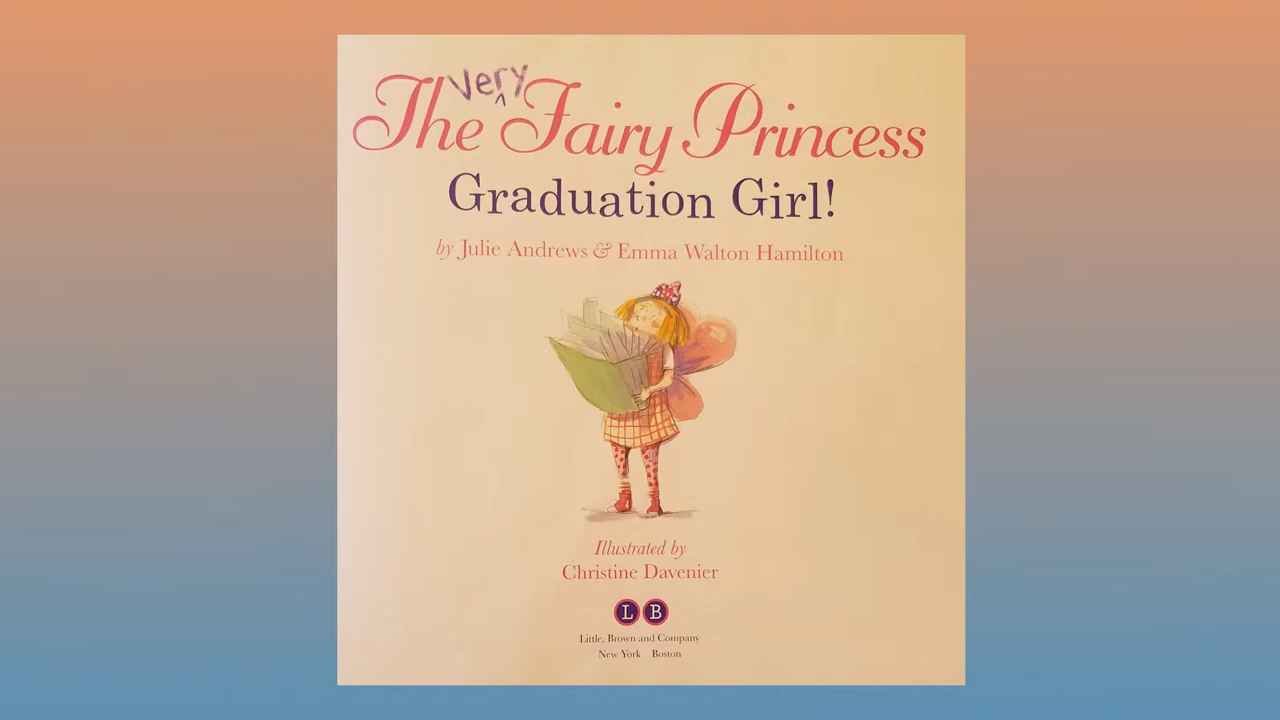 The Very Fairy Princess
Graduation Girl!
by Julie Andrews & Emma Walton Hamilton
Illustrated by
Christine Davenier
L B
Little, Brown and Company
New York Boston